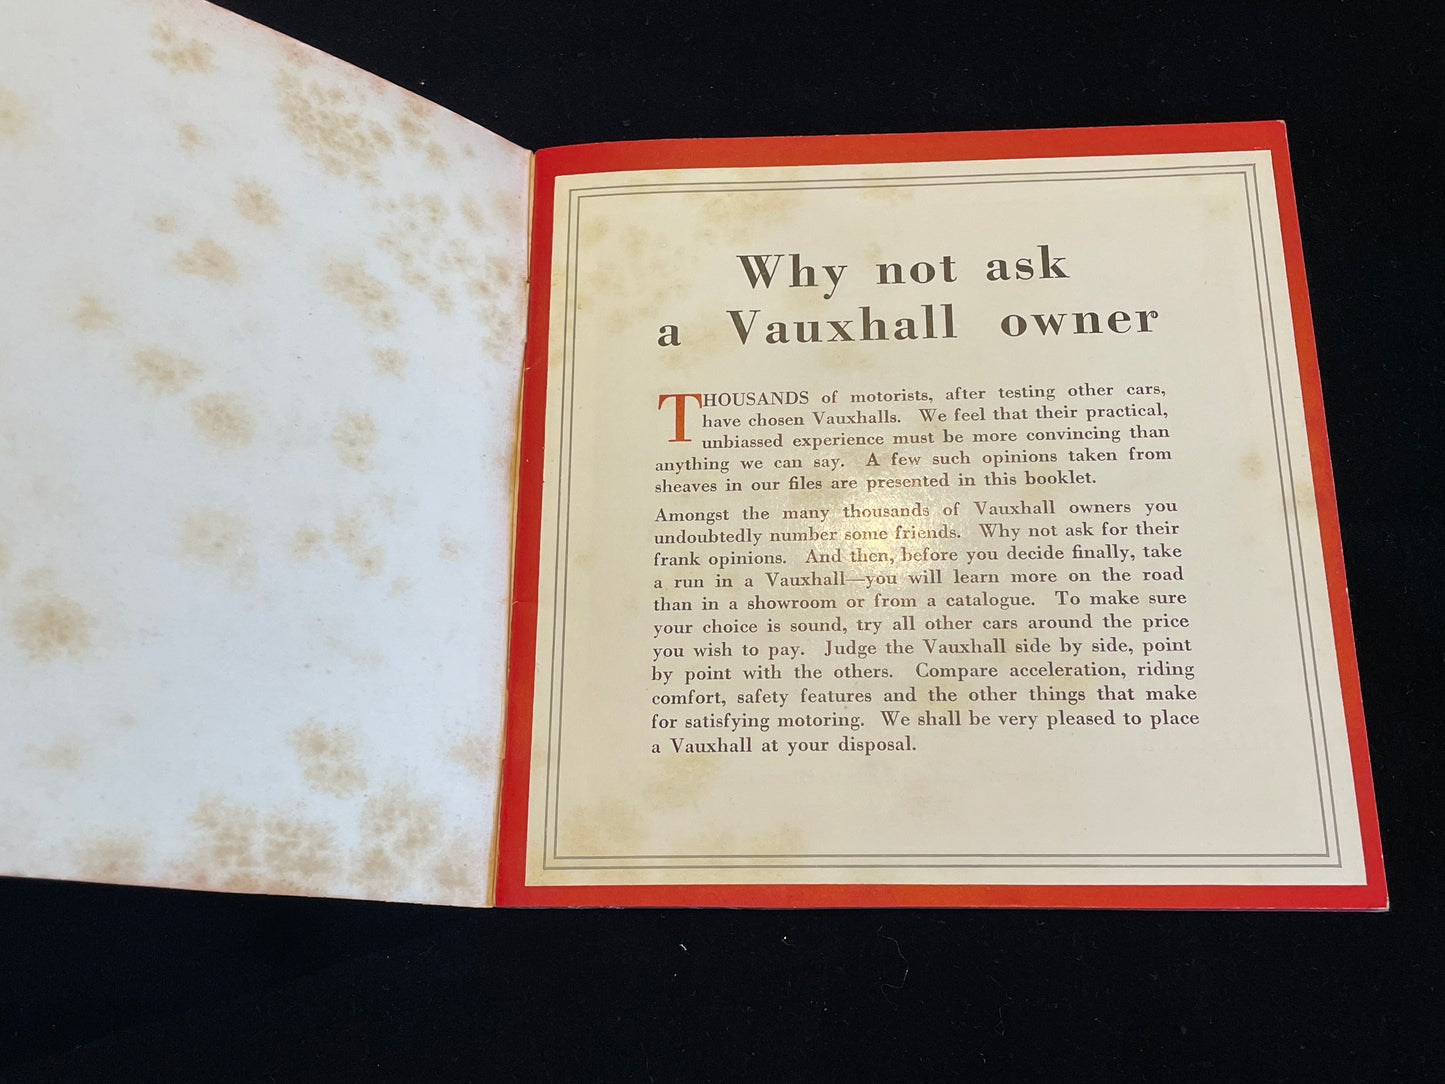 Why not ask
a Vauxhall owner
THOUSANDS of motorists, after testing other cars,
have chosen Vauxhalls. We feel that their practical,
unbiassed experience must be more convincing than
anything we can say. A few such opinions taken from
sheaves in our files are presented in this booklet.
Amongst the many thousands of Vauxhall owners you
undoubtedly number some friends. Why not ask for their
frank opinions. And then, before you decide finally, take
a run in a Vauxhall—you will learn more on the road
than in a showroom or from a catalogue. To make sure
your choice is sound, try all other cars around the price
you wish to pay. Judge the Vauxhall side by side, point
by point with the others. Compare acceleration, riding
comfort, safety features and the other things that make
for satisfying motoring. We shall be very pleased to place
a Vauxhall at your disposal.